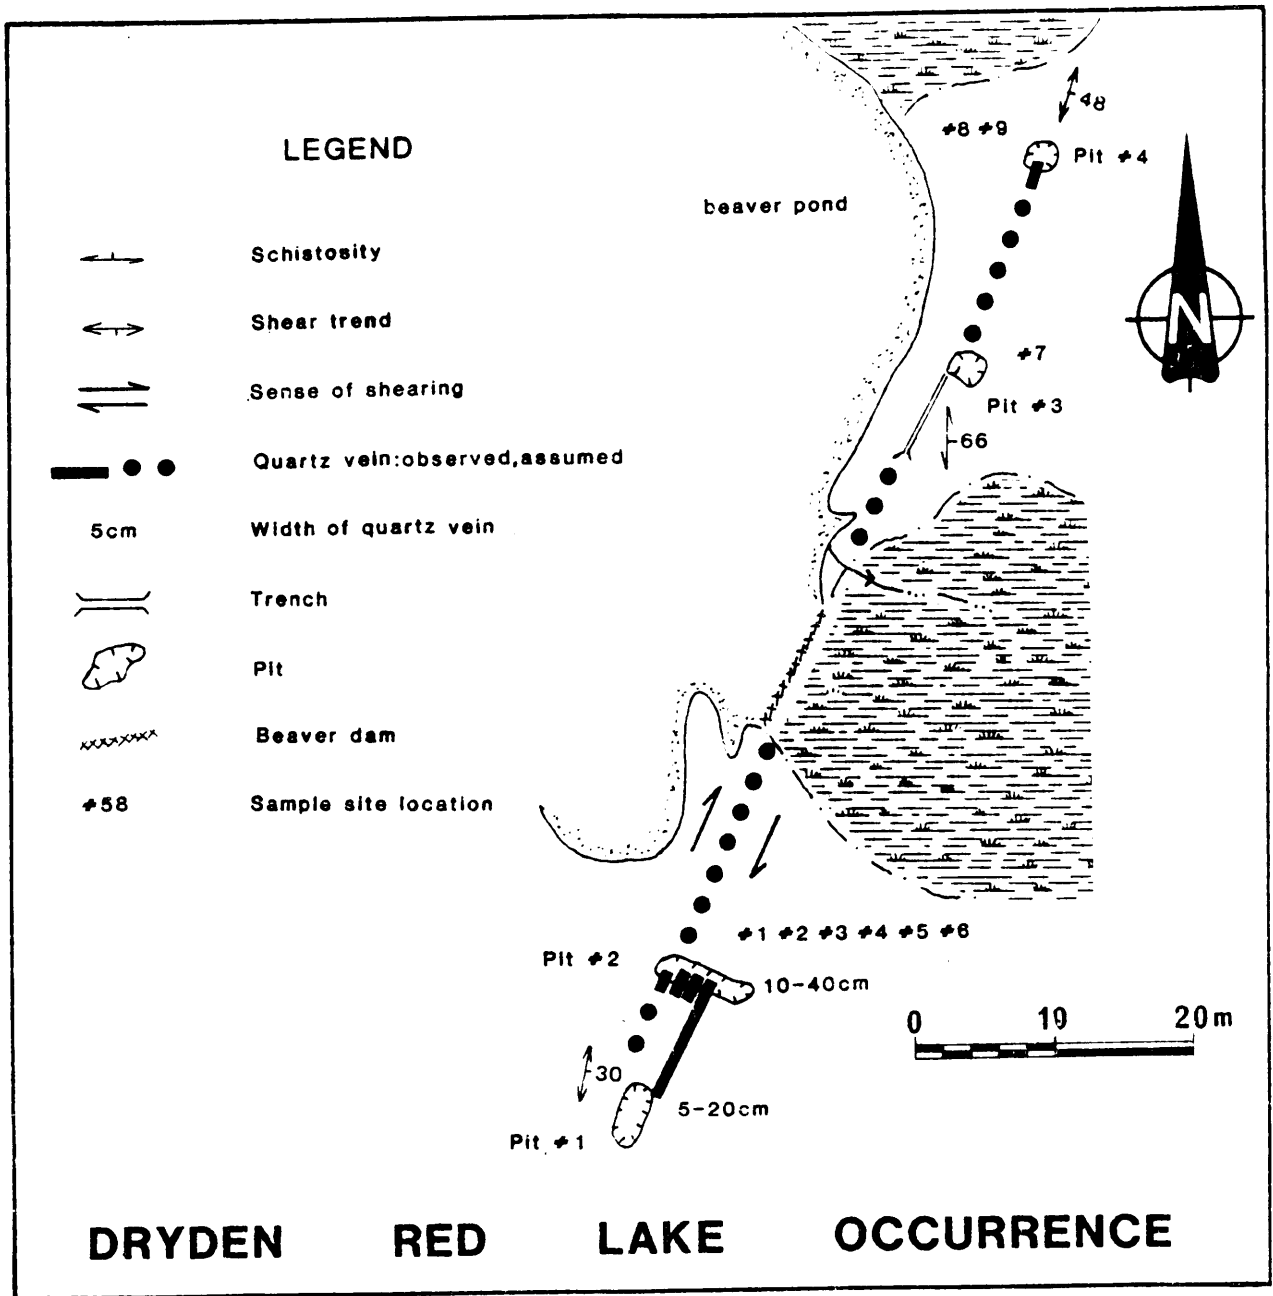 LEGEND
Schistosity
Shear trend
Sense of shearing
Quartz vein:observed,assumed
5cm Width of quartz vein
Trench
Pit
Beaver dam
#58 Sample site location
48
#8 #9
Pit #4
beaver pond
N
#7
Pit #3
66
#1 #2 #3 #4 #5 #6
Pit #2
10-40cm
0 10 20m
30
5-20cm
Pit #1
DRYDEN RED LAKE OCCURRENCE